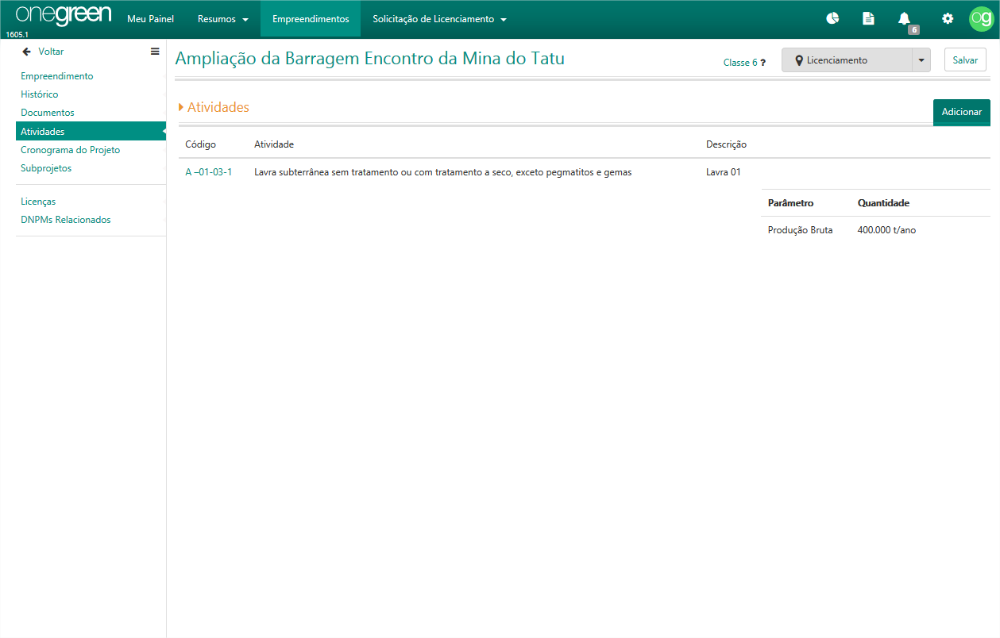 onegreen
1605.1
Meu Painel
Resumos
Empreendimentos
Solicitação de Licenciamento
6
og
Voltar
Empreendimento
Histórico
Documentos
Atividades
Cronograma do Projeto
Subprojetos
Licenças
DNPMs Relacionados
Ampliação da Barragem Encontro da Mina do Tatu
Classe 6 ?
Licenciamento
Salvar
Atividades
Adicionar
Código Atividade Descrição
A –01-03-1 Lavra subterrânea sem tratamento ou com tratamento a seco, exceto pegmatitos e gemas Lavra 01
Parâmetro Quantidade
Produção Bruta 400.000 t/ano